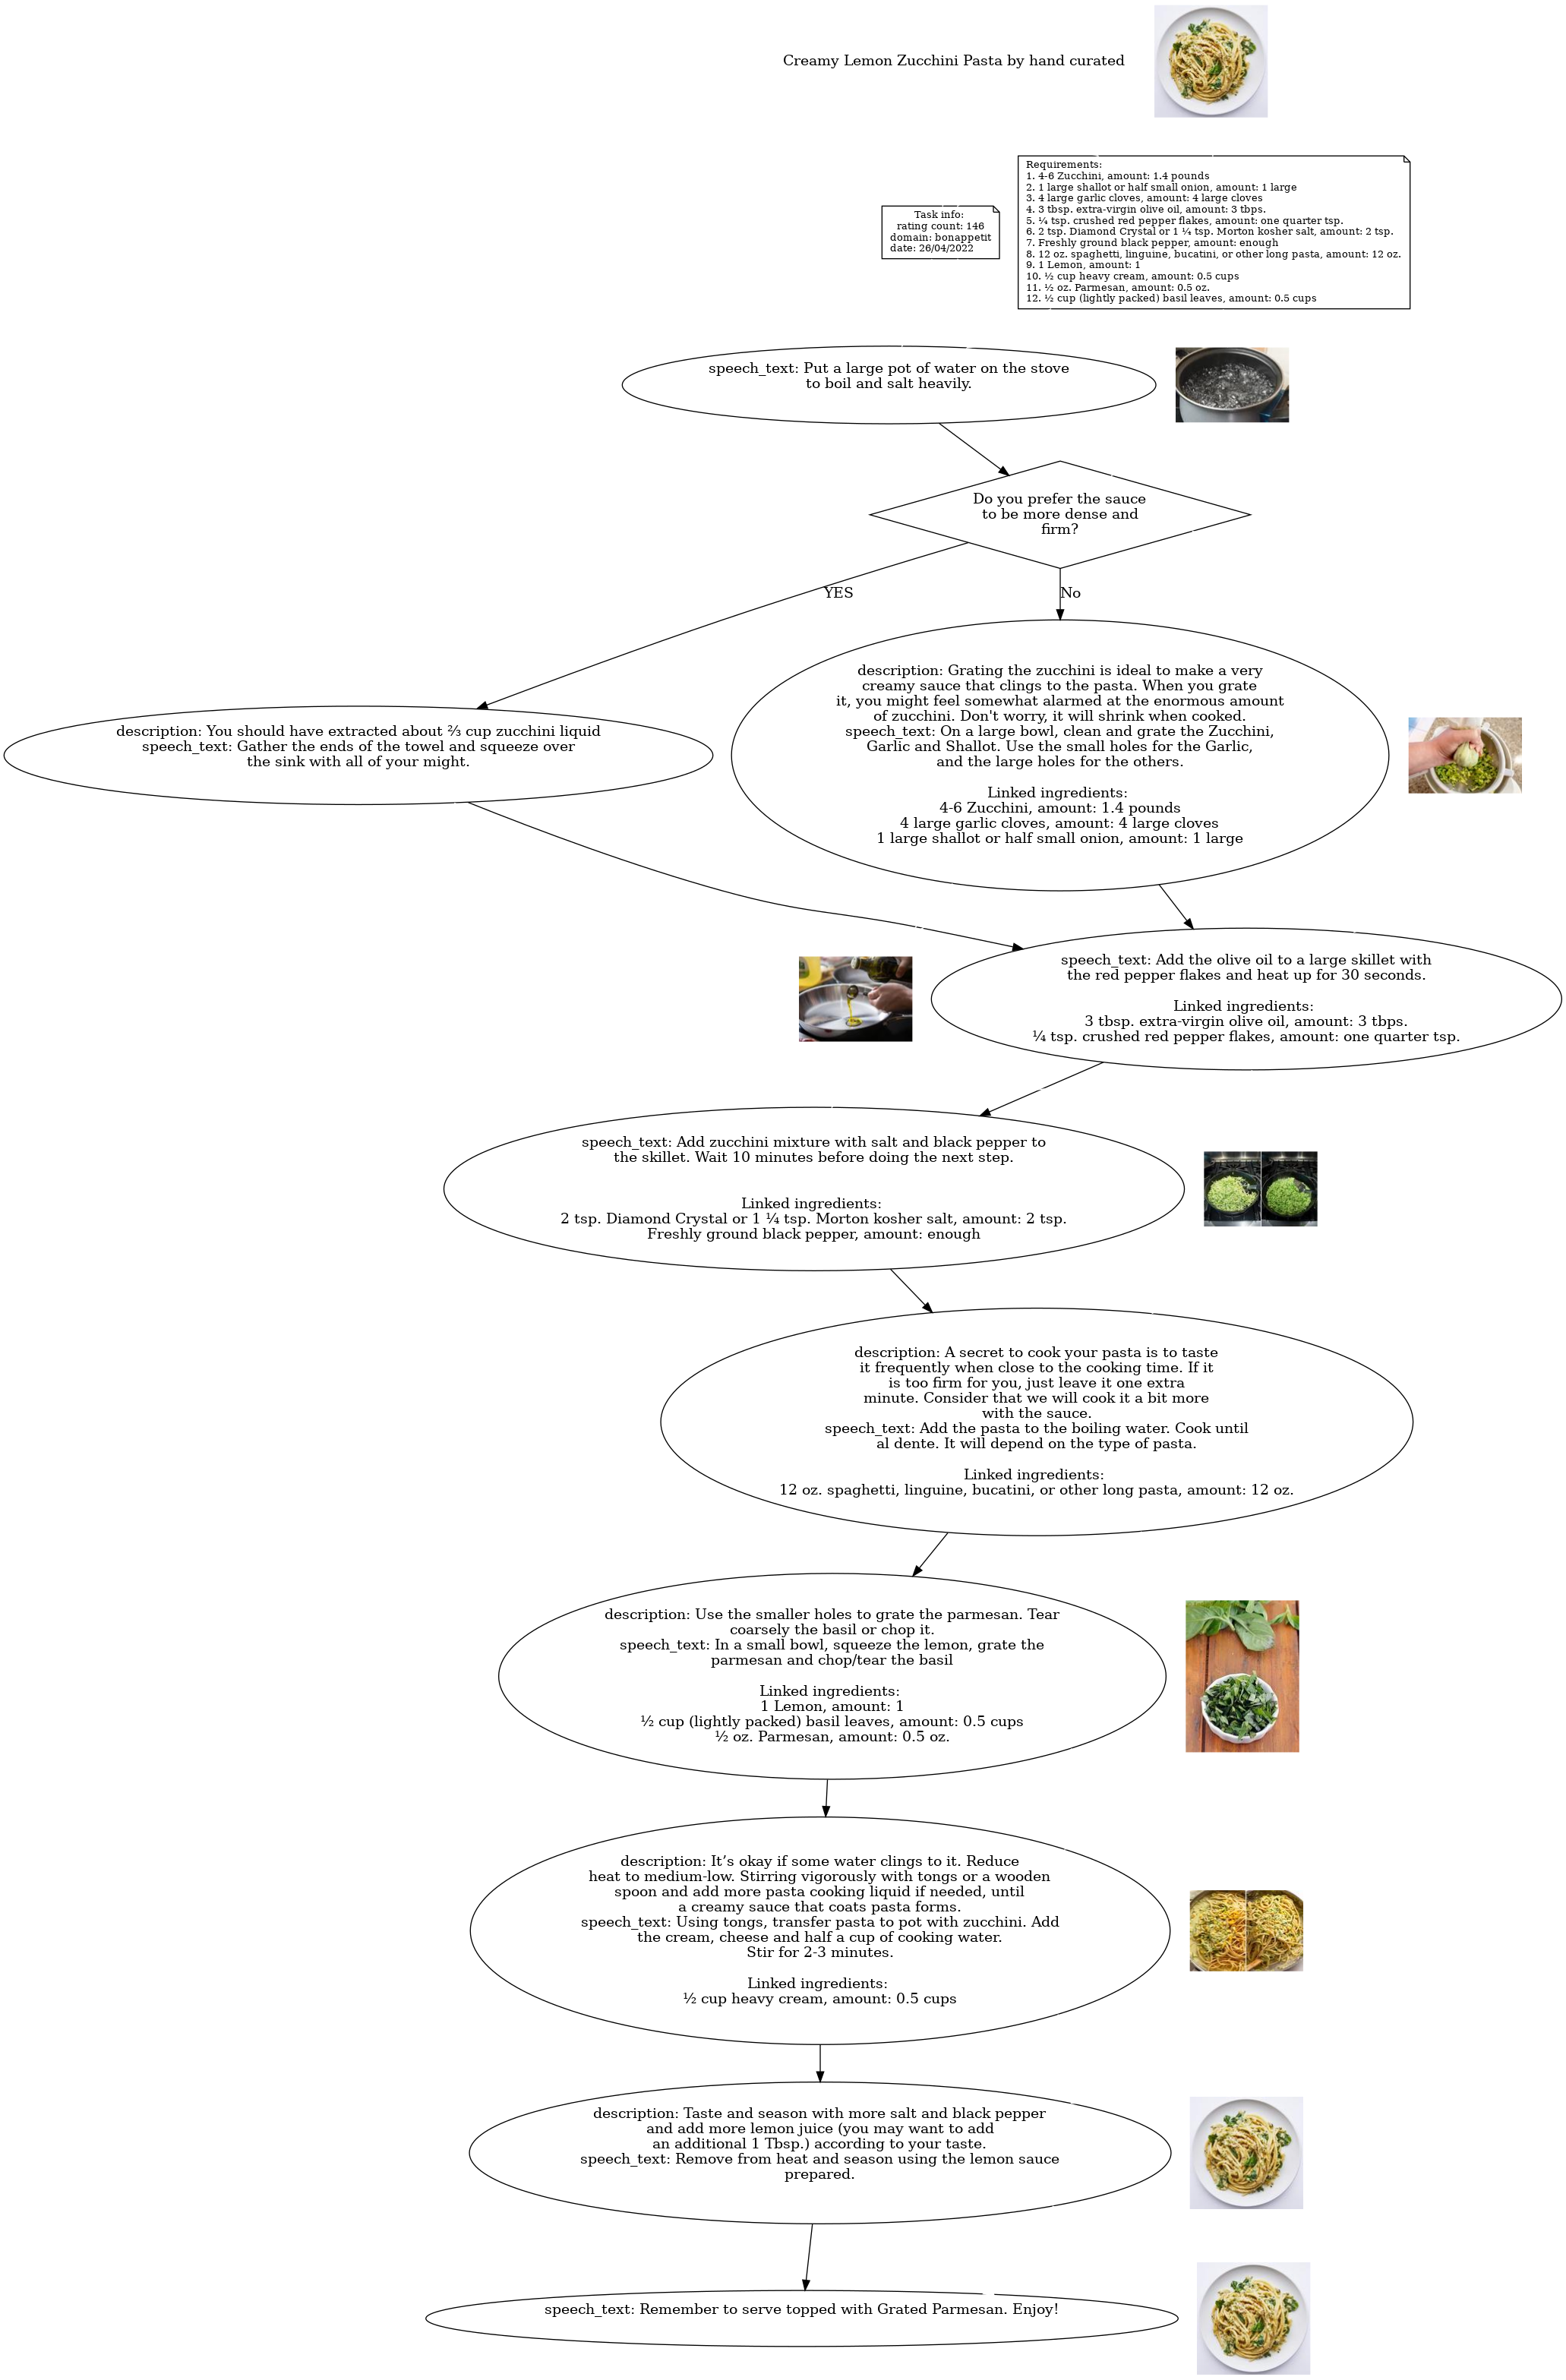 Creamy Lemon Zucchini Pasta by hand curated
Task info:
rating count: 146
domain: bonappetit
date: 26/04/2022
Requirements:
1. 4-6 Zucchini, amount: 1.4 pounds
2. 1 large shallot or half small onion, amount: 1 large
3. 4 large garlic cloves, amount: 4 large cloves
4. 3 tbsp. extra-virgin olive oil, amount: 3 tbps.
5. ¼ tsp. crushed red pepper flakes, amount: one quarter tsp.
6. 2 tsp. Diamond Crystal or 1 ¼ tsp. Morton kosher salt, amount: 2 tsp.
7. Freshly ground black pepper, amount: enough
8. 12 oz. spaghetti, linguine, bucatini, or other long pasta, amount: 12 oz.
9. 1 Lemon, amount: 1
10. ½ cup heavy cream, amount: 0.5 cups
11. ½ oz. Parmesan, amount: 0.5 oz.
12. ½ cup (lightly packed) basil leaves, amount: 0.5 cups
speech_text: Put a large pot of water on the stove
to boil and salt heavily.
Do you prefer the sauce
to be more dense and
firm?
YES
No
description: You should have extracted about ⅔ cup zucchini liquid
speech_text: Gather the ends of the towel and squeeze over
the sink with all of your might.
description: Grating the zucchini is ideal to make a very
creamy sauce that clings to the pasta. When you grate
it, you might feel somewhat alarmed at the enormous amount
of zucchini. Don't worry, it will shrink when cooked.
speech_text: On a large bowl, clean and grate the Zucchini,
Garlic and Shallot. Use the small holes for the Garlic,
and the large holes for the others.
Linked ingredients:
4-6 Zucchini, amount: 1.4 pounds
4 large garlic cloves, amount: 4 large cloves
1 large shallot or half small onion, amount: 1 large
speech_text: Add the olive oil to a large skillet with
the red pepper flakes and heat up for 30 seconds.
Linked ingredients:
3 tbsp. extra-virgin olive oil, amount: 3 tbps.
¼ tsp. crushed red pepper flakes, amount: one quarter tsp.
speech_text: Add zucchini mixture with salt and black pepper to
the skillet. Wait 10 minutes before doing the next step.
Linked ingredients:
2 tsp. Diamond Crystal or 1 ¼ tsp. Morton kosher salt, amount: 2 tsp.
Freshly ground black pepper, amount: enough
description: A secret to cook your pasta is to taste
it frequently when close to the cooking time. If it
is too firm for you, just leave it one extra
minute. Consider that we will cook it a bit more
with the sauce.
speech_text: Add the pasta to the boiling water. Cook until
al dente. It will depend on the type of pasta.
Linked ingredients:
12 oz. spaghetti, linguine, bucatini, or other long pasta, amount: 12 oz.
description: Use the smaller holes to grate the parmesan. Tear
coarsely the basil or chop it.
speech_text: In a small bowl, squeeze the lemon, grate the
parmesan and chop/tear the basil
Linked ingredients:
1 Lemon, amount: 1
½ cup (lightly packed) basil leaves, amount: 0.5 cups
½ oz. Parmesan, amount: 0.5 oz.
description: It’s okay if some water clings to it. Reduce
heat to medium-low. Stirring vigorously with tongs or a wooden
spoon and add more pasta cooking liquid if needed, until
a creamy sauce that coats pasta forms.
speech_text: Using tongs, transfer pasta to pot with zucchini. Add
the cream, cheese and half a cup of cooking water.
Stir for 2-3 minutes.
Linked ingredients:
½ cup heavy cream, amount: 0.5 cups
description: Taste and season with more salt and black pepper
and add more lemon juice (you may want to add
an additional 1 Tbsp.) according to your taste.
speech_text: Remove from heat and season using the lemon sauce
prepared.
speech_text: Remember to serve topped with Grated Parmesan. Enjoy!